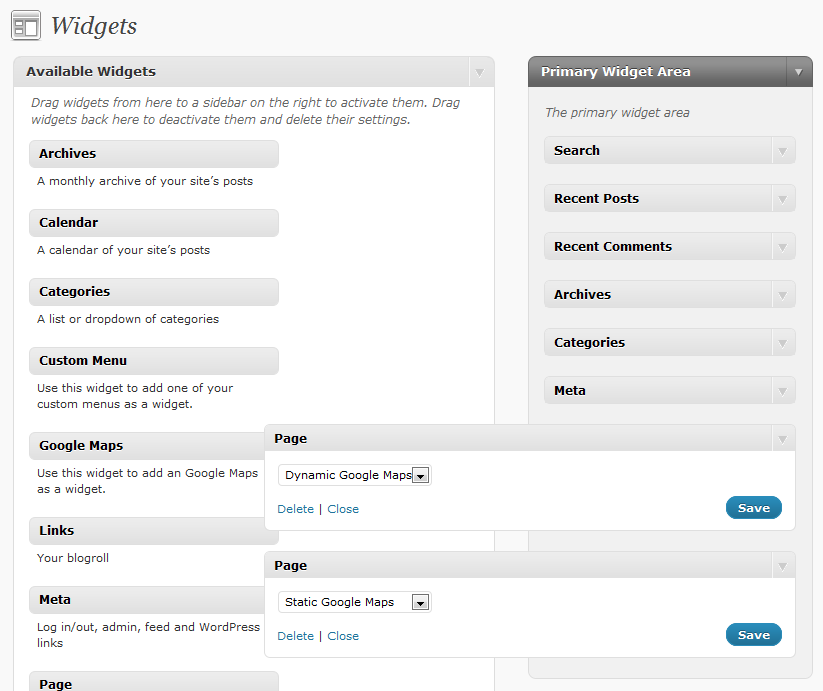 Widgets
Available Widgets
Drag widgets from here to a sidebar on the right to activate them. Drag
widgets back here to deactivate them and delete their settings.
Archives
A monthly archive of your site's posts
Calendar
A calendar of your site's posts
Categories
A list or dropdown of categories
Custom Menu
Use this widget to add one of your
custom menus as a widget.
Google Maps
Use this widget to add an Google Maps
as a widget.
Links
Your blogroll
Meta
Log in/out, admin, feed and WordPress
links
Page
Primary Widget Area
The primary widget area
Search
Recent Posts
Recent Comments
Archives
Categories
Meta
Page
Dynamic Google Maps
Delete | Close
Save
Page
Static Google Maps
Delete | Close
Save